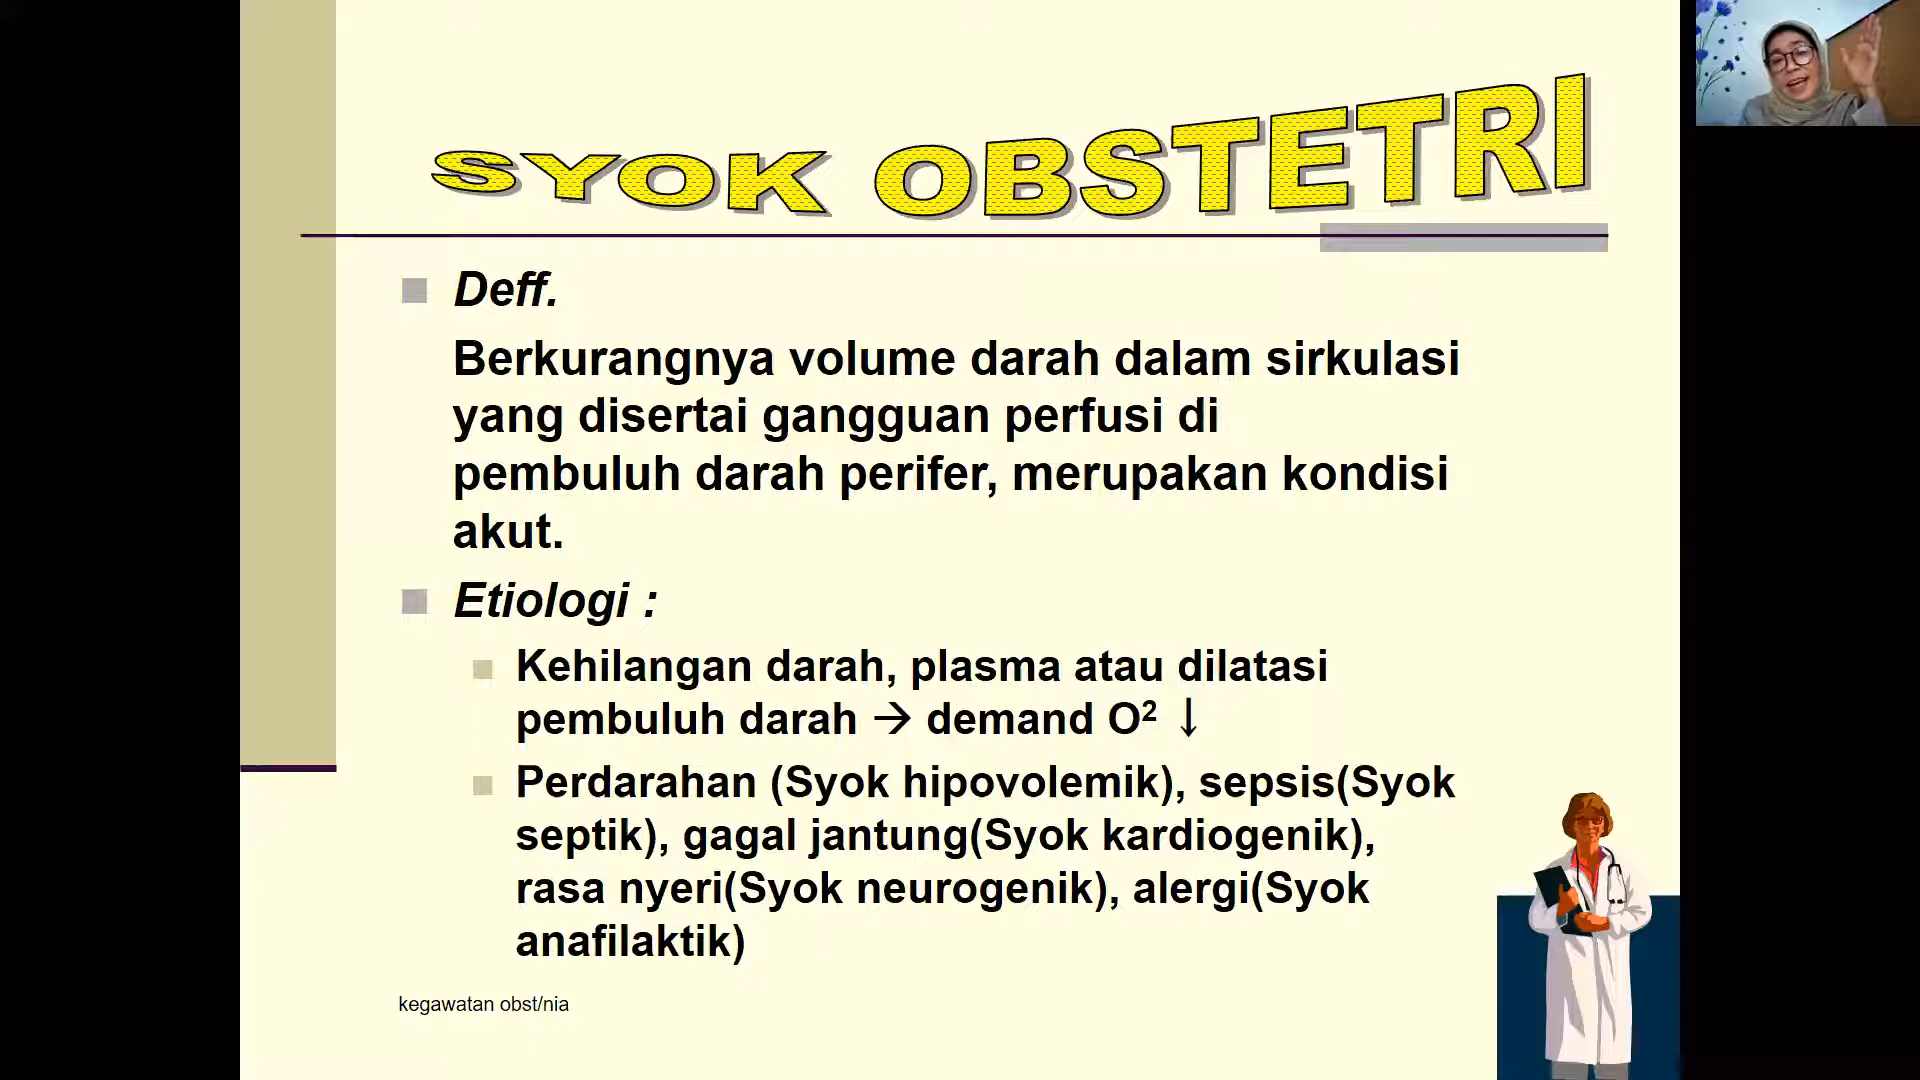 SYOK OBSTETRI
Deff.
Berkurangnya volume darah dalam sirkulasi
yang disertai gangguan perfusi di
pembuluh darah perifer, merupakan kondisi
akut.
Etiologi :
Kehilangan darah, plasma atau dilatasi
pembuluh darah → demand O² ↓
Perdarahan (Syok hipovolemik), sepsis(Syok
septik), gagal jantung(Syok kardiogenik),
rasa nyeri(Syok neurogenik), alergi(Syok
anafilaktik)
kegawatan obst/nia